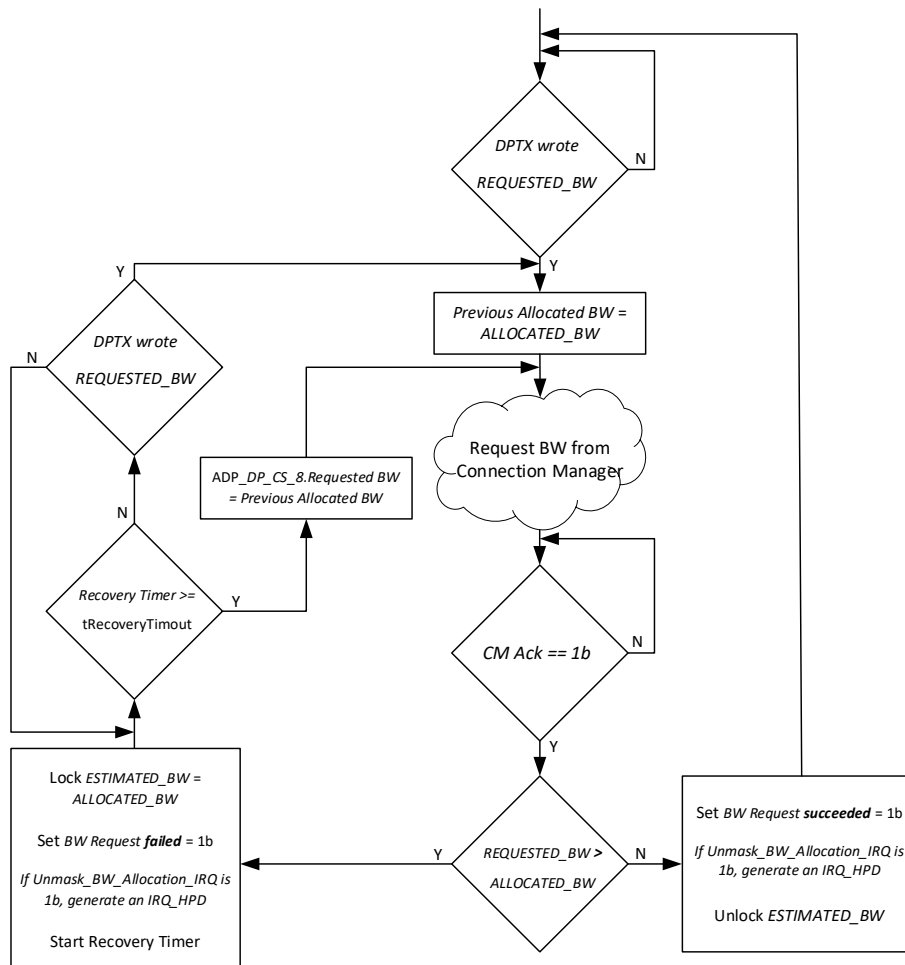 DPTX wrote
REQUESTED_BW
N
Y
Previous Allocated BW =
ALLOCATED_BW
Y
DPTX wrote
REQUESTED_BW
N
Request BW from
Connection Manager
ADP_DP_CS_8.Requested BW
= Previous Allocated BW
N
Recovery Timer >=
tRecoveryTimout
Y
CM Ack == 1b
N
Y
Lock ESTIMATED_BW =
ALLOCATED_BW
Set BW Request failed = 1b
If Unmask_BW_Allocation_IRQ is
1b, generate an IRQ_HPD
Start Recovery Timer
Y
REQUESTED_BW >
ALLOCATED_BW
N
Set BW Request succeeded = 1b
If Unmask_BW_Allocation_IRQ is
1b, generate an IRQ_HPD
Unlock ESTIMATED_BW